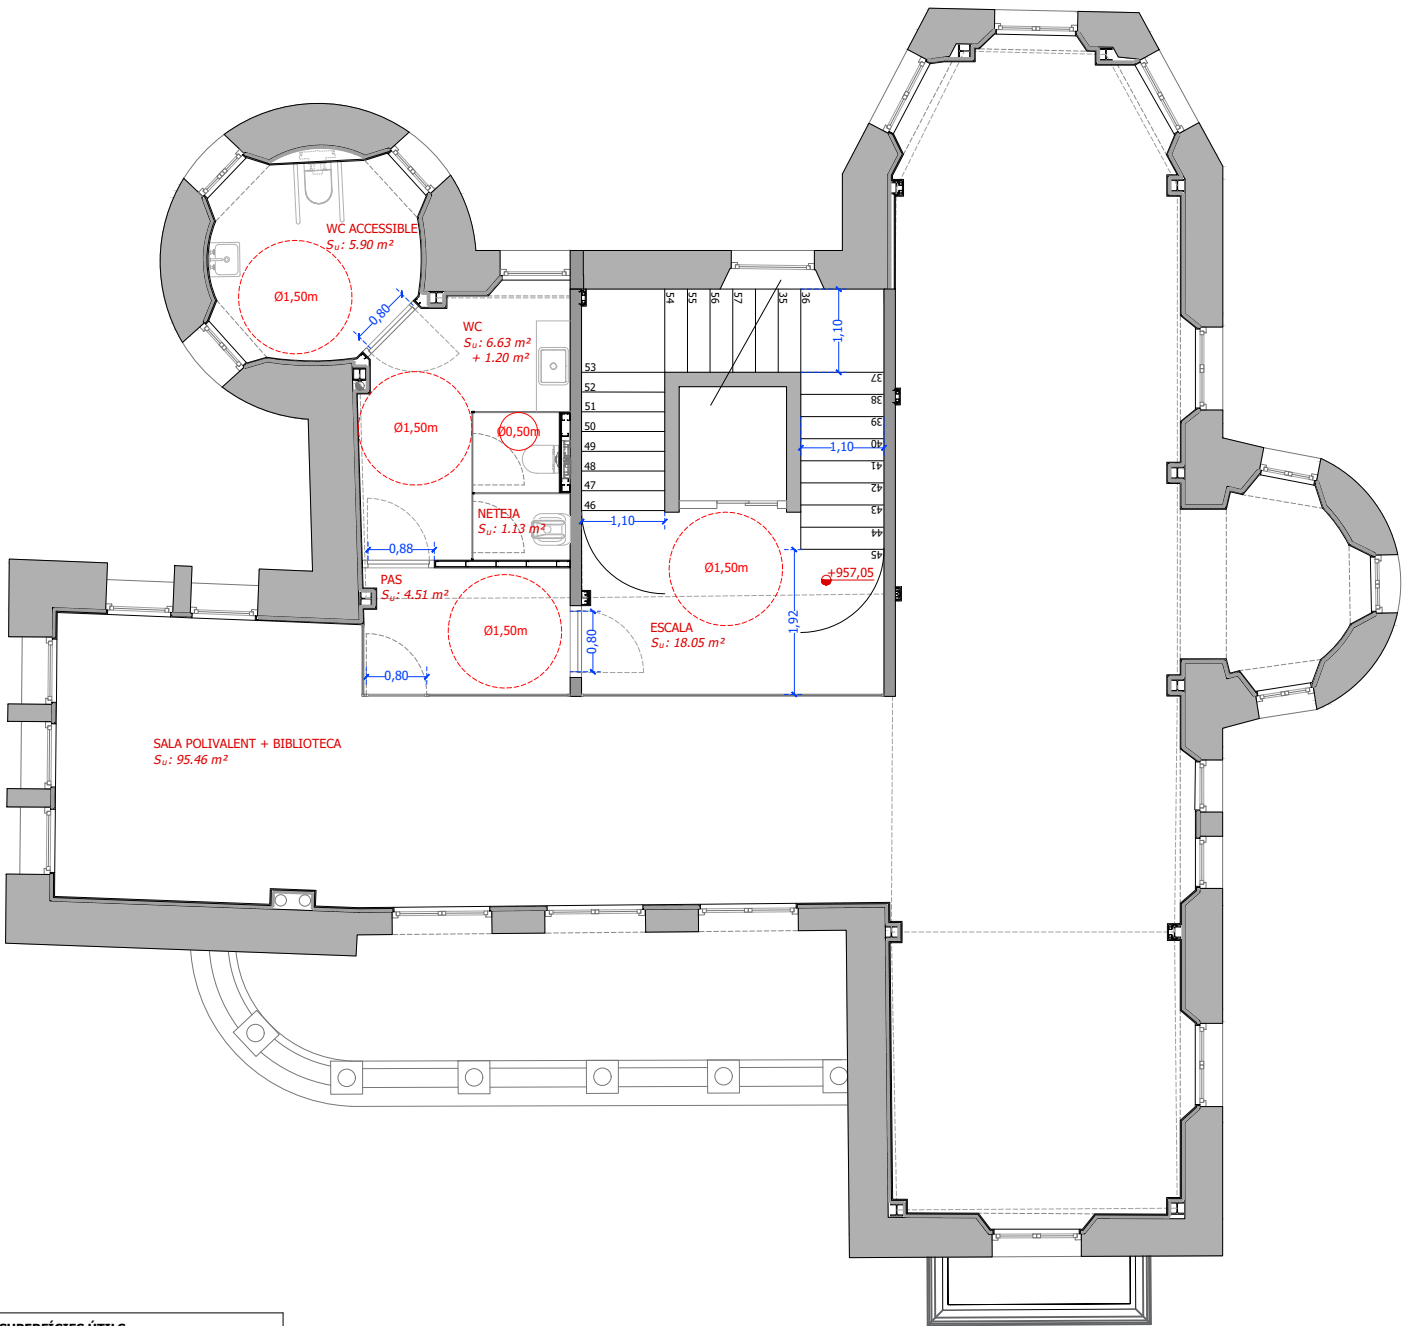 WC ACCESSIBLE
Sᵤ: 5.90 m²
Ø1,50m
0,80
WC
Sᵤ: 6.63 m²
+ 1.20 m²
54
55
56
57
35
36
1,10
53
52
51
50
49
48
47
46
37
38
39
40
41
42
43
44
45
1,10
1,10
Ø1,50m
Ø0,50m
NETEJA
Sᵤ: 1.13 m²
0,88
PAS
Sᵤ: 4.51 m²
Ø1,50m
0,80
0,80
Ø1,50m
+957,05
1,92
ESCALA
Sᵤ: 18.05 m²
SALA POLIVALENT + BIBLIOTECA
Sᵤ: 95.46 m²
SUPERFÍCIES ÚTILS